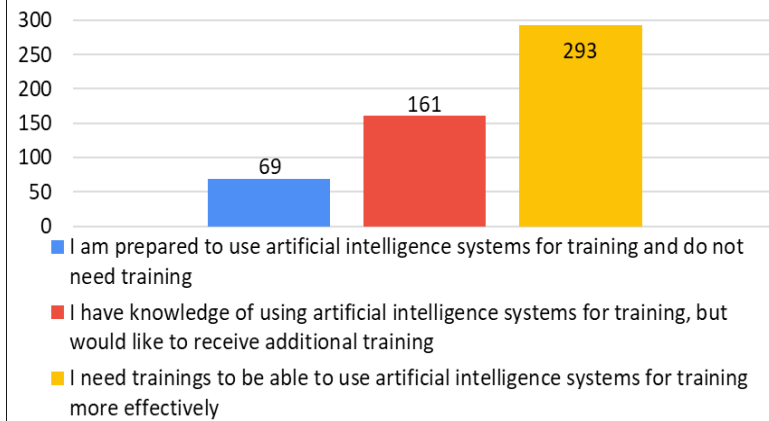 300
250
200
150
100
50
0
69
161
293
I am prepared to use artificial intelligence systems for training and do not
need training
I have knowledge of using artificial intelligence systems for training, but
would like to receive additional training
I need trainings to be able to use artificial intelligence systems for training
more effectively